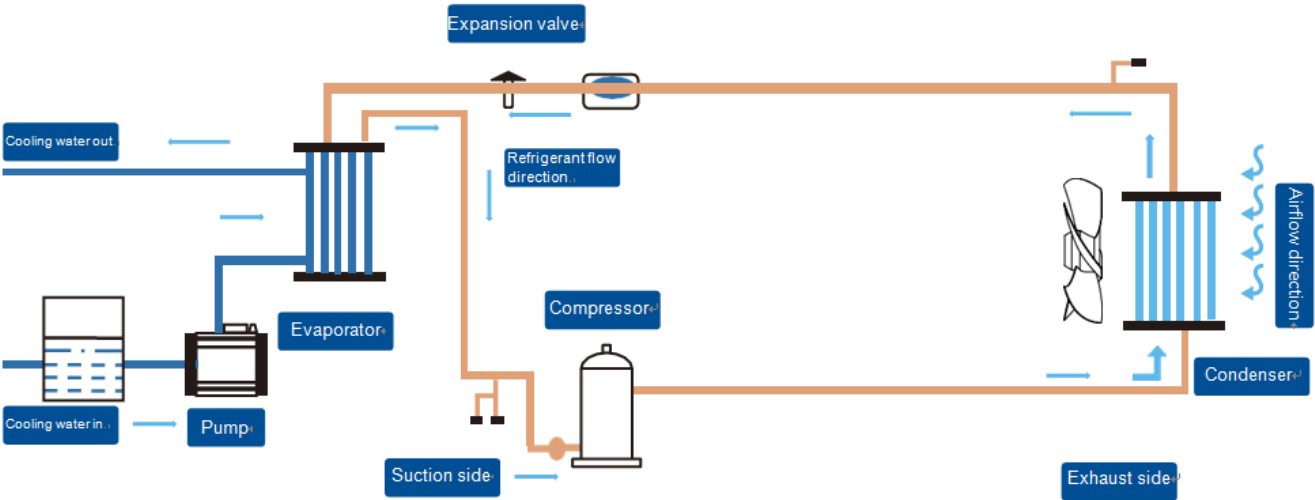 Expansion valve
Cooling water out.
Refrigerant flow
direction.
Airflow direction
Compressor
Evaporator
Condenser
Cooling water in.
Pump
Suction side
Exhaust side